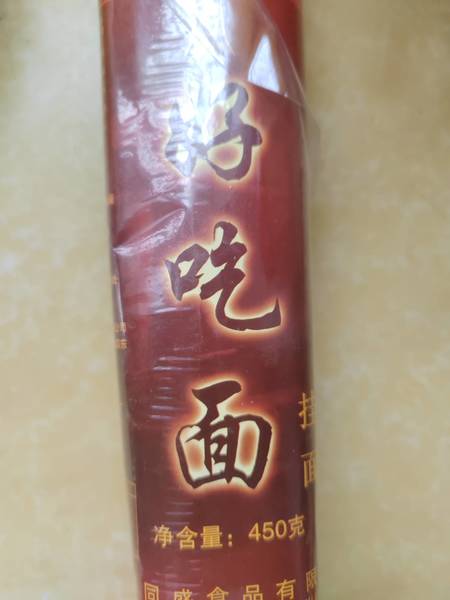 好吃面
挂面
净含量：450克
同盛食品有限